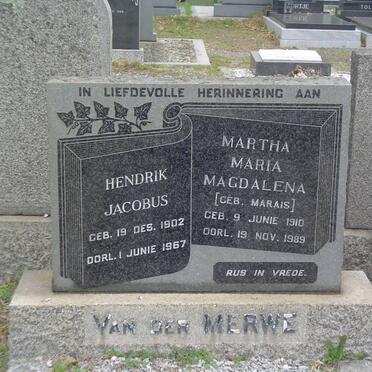 IN LIEFDEVOLLE HERINNERING AAN
HENDRIK
JACOBUS
GEB. 19 DES. 1902
OORL. 1 JUNIE 1967
MARTHA
MARIA
MAGDALENA
[GEB. MARAIS]
GEB. 9 JUNIE 1910
OORL. 19 NOV. 1989
RUS IN VREDE.
VAN DER MERWE